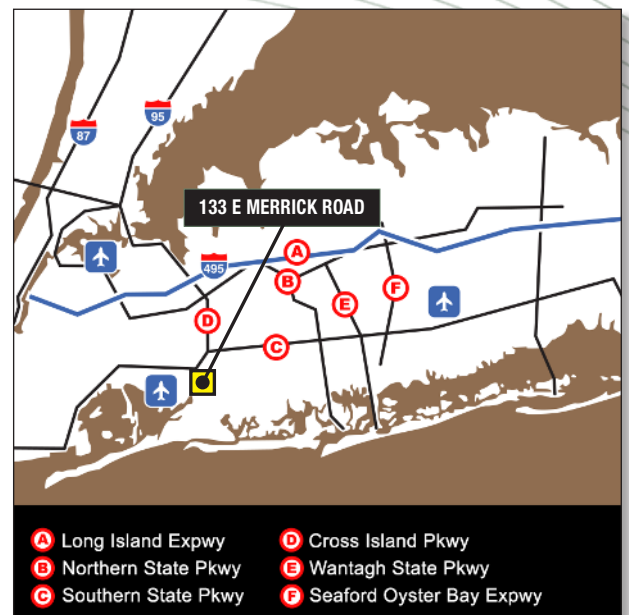 95
87
133 E MERRICK ROAD
A
495
B
F
E
D
C
A Long Island Expwy
B Northern State Pkwy
C Southern State Pkwy
D Cross Island Pkwy
E Wantagh State Pkwy
F Seaford Oyster Bay Expwy